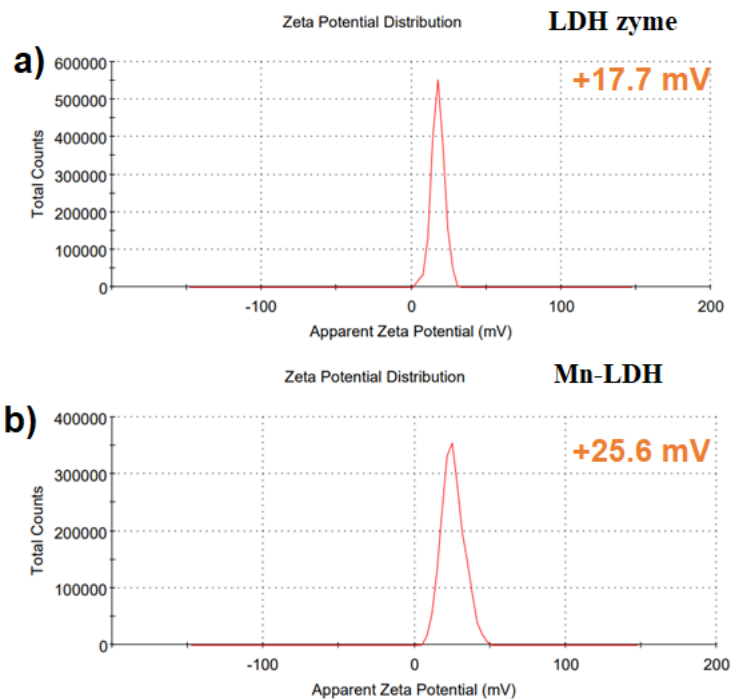 Zeta Potential Distribution LDH zyme
a)
+17.7 mV
600000
500000
400000
300000
200000
100000
0
Total Counts
-100 0 100 200
Apparent Zeta Potential (mV)
Zeta Potential Distribution Mn-LDH
b)
+25.6 mV
400000
300000
200000
100000
0
Total Counts
-100 0 100 200
Apparent Zeta Potential (mV)